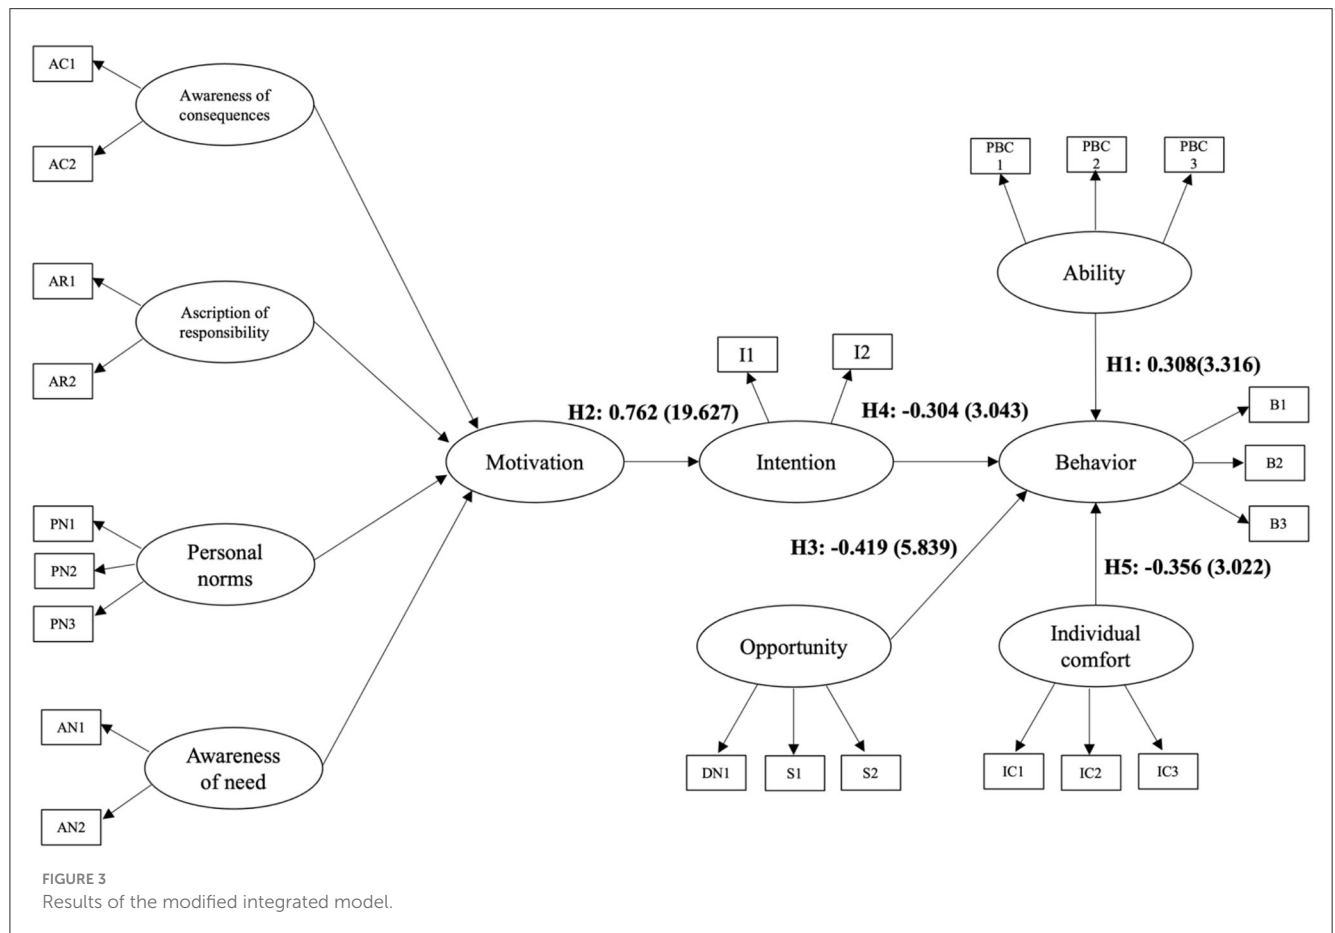 AC1
Awareness of
consequences
AC2
AR1
Ascription of
responsibility
AR2
PN1
PN2
PN3
Personal
norms
AN1
Awareness
of need
AN2
Motivation
H2: 0.762 (19.627)
I1
I2
Intention
H4: -0.304 (3.043)
PBC
1
PBC
2
PBC
3
Ability
H1: 0.308(3.316)
Behavior
B1
B2
B3
H3: -0.419 (5.839)
H5: -0.356 (3.022)
Opportunity
DN1
S1
S2
Individual
comfort
IC1
IC2
IC3
FIGURE 3
Results of the modified integrated model.